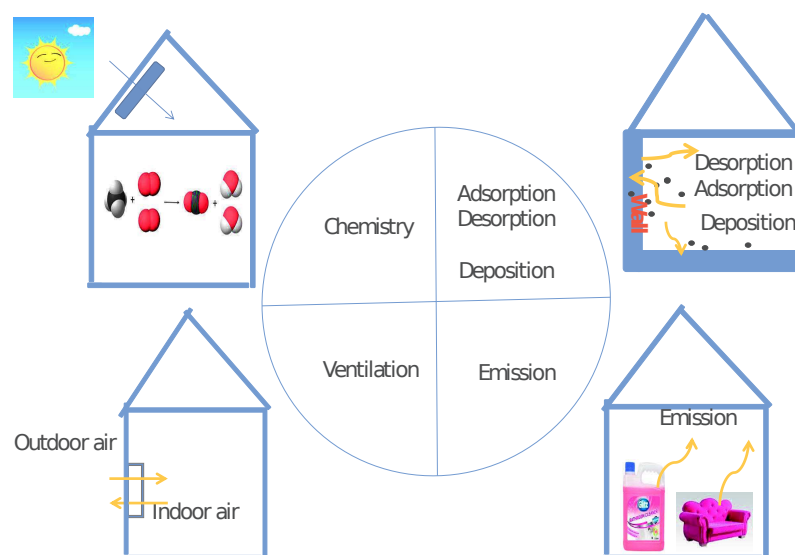 Chemistry
Adsorption
Desorption
Deposition
Ventilation
Emission
Desorption
Adsorption
Deposition
Wall
Outdoor air
Indoor air
Emission
+
+